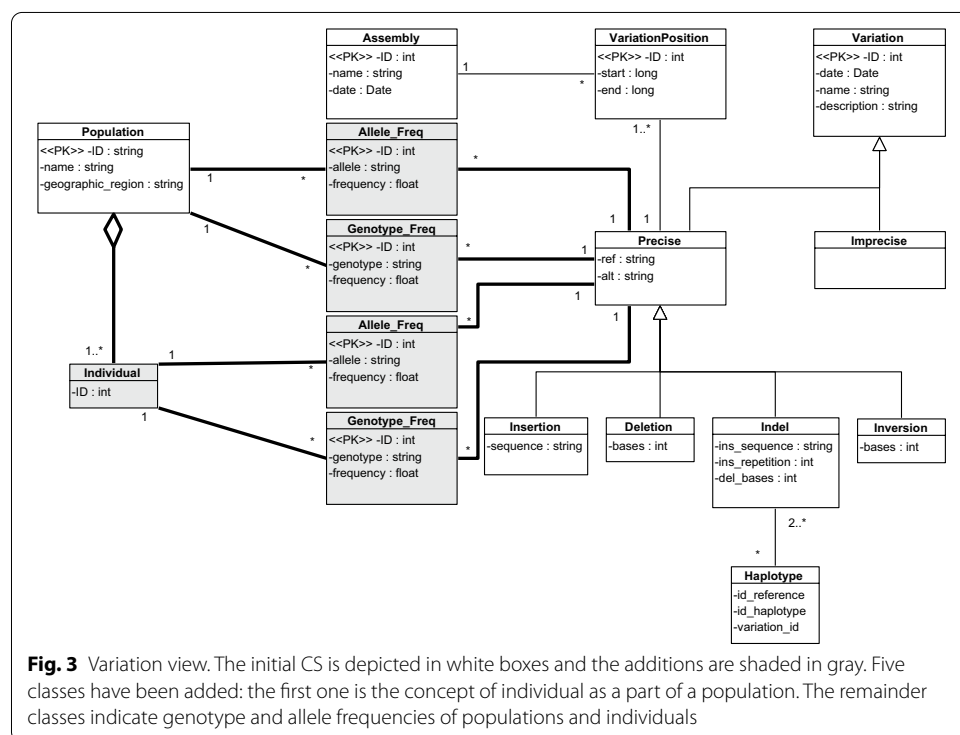 Assembly
<<PK>> -ID : int
-name : string
-date : Date
1
*
VariationPosition
<<PK>> -ID : int
-start : long
-end : long
1..*
Variation
<<PK>> -ID : int
-date : Date
-name : string
-description : string
Population
<<PK>> -ID : string
-name : string
-geographic_region : string
1
*
1
*
Allele_Freq
<<PK>> -ID : int
-allele : string
-frequency : float
*
1
1
Genotype_Freq
<<PK>> -ID : int
-genotype : string
-frequency : float
*
1
Precise
-ref : string
-alt : string
Imprecise
Allele_Freq
<<PK>> -ID : int
-allele : string
-frequency : float
*
1
1
1..*
Individual
-ID : int
1
*
1
*
Genotype_Freq
<<PK>> -ID : int
-genotype : string
-frequency : float
*
Insertion
-sequence : string
Deletion
-bases : int
Indel
-ins_sequence : string
-ins_repetition : int
-del_bases : int
Inversion
-bases : int
2..*
*
Haplotype
-id_reference
-id_haplotype
-variation_id
Fig. 3 Variation view. The initial CS is depicted in white boxes and the additions are shaded in gray. Five
classes have been added: the first one is the concept of individual as a part of a population. The remainder
classes indicate genotype and allele frequencies of populations and individuals